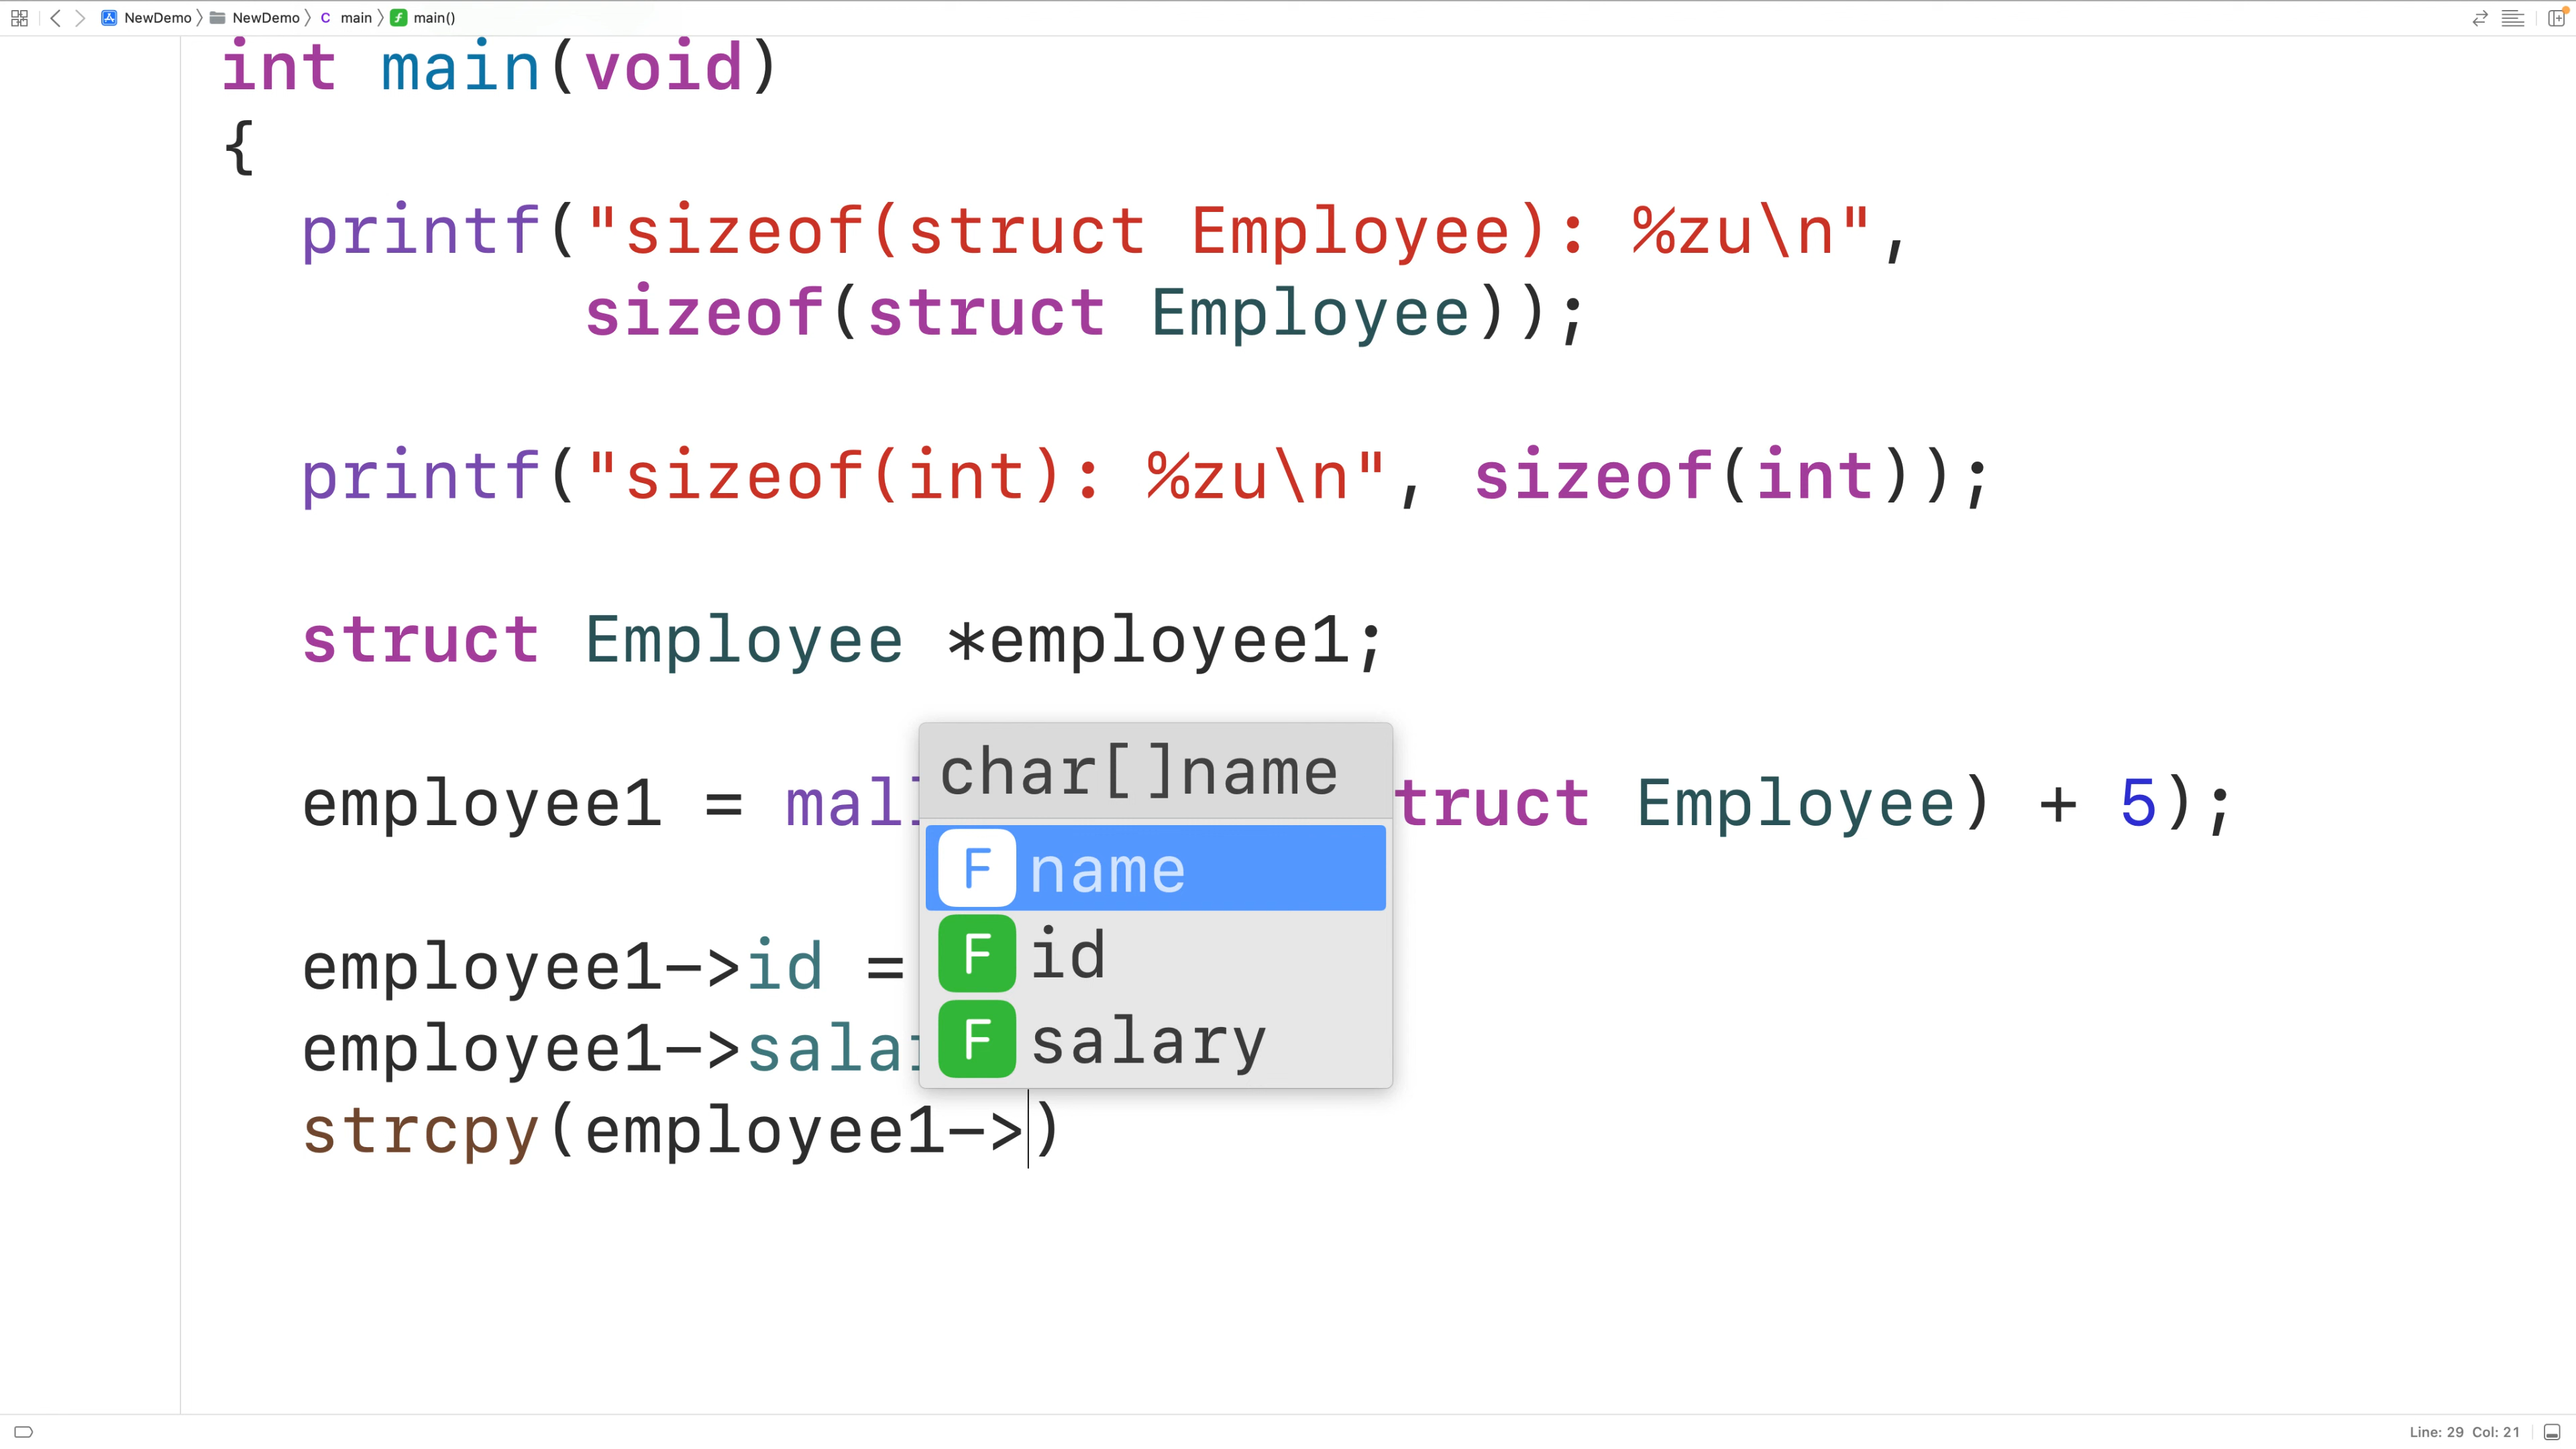 NewDemo > NewDemo > C main > f main()
int main(void)
{
printf("sizeof(struct Employee): %zu\n",
sizeof(struct Employee));
printf("sizeof(int): %zu\n", sizeof(int));
struct Employee *employee1;
char[]name
employee1 = mall truct Employee) + 5);
F name
F id
employee1->id =
F salary
employee1->salar
strcpy(employee1->)
Line: 29 Col: 21